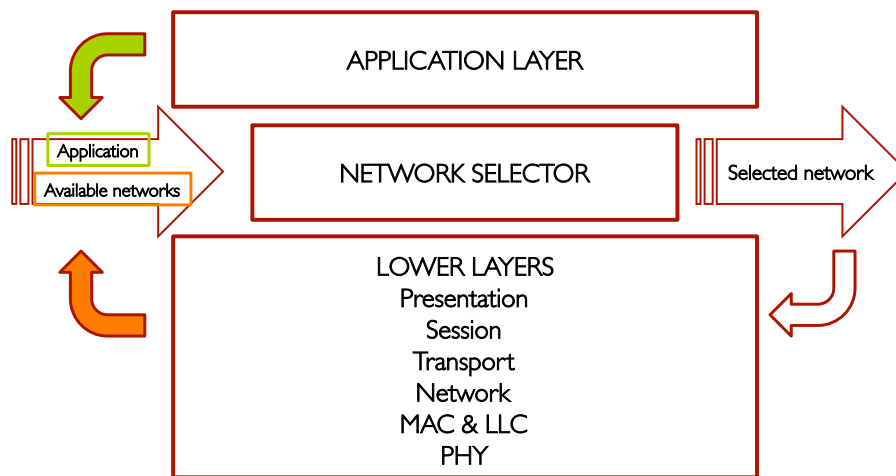 APPLICATION LAYER
Application
Available networks
NETWORK SELECTOR
Selected network
LOWER LAYERS
Presentation
Session
Transport
Network
MAC & LLC
PHY